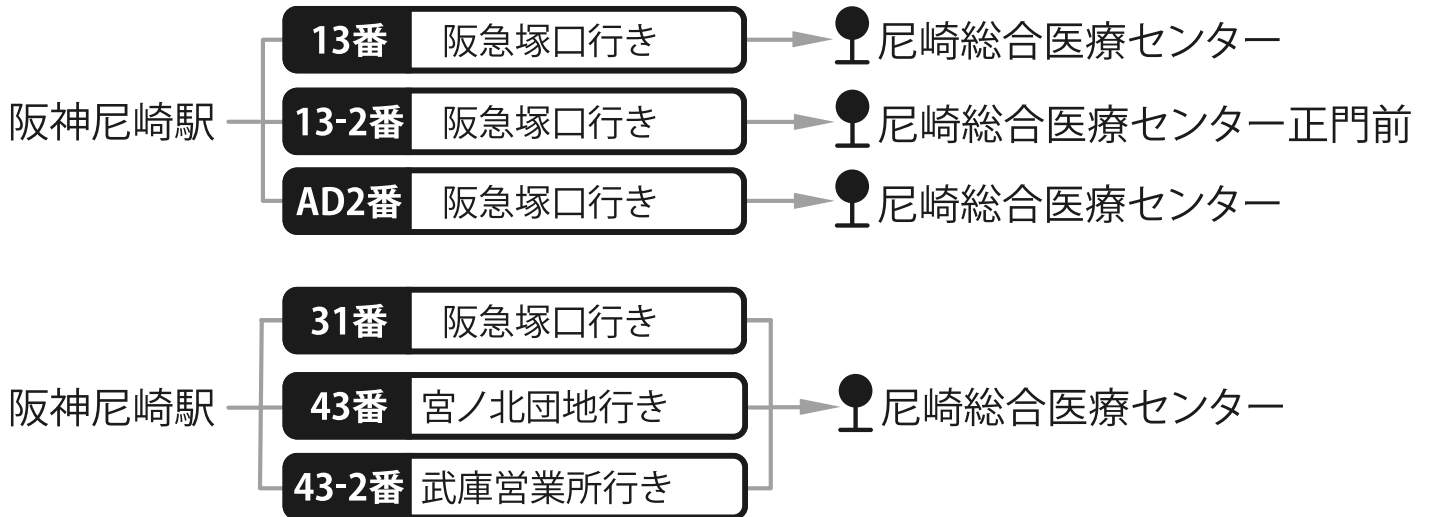 13番 阪急塚口行き 尼崎総合医療センター
阪神尼崎駅 13-2番 阪急塚口行き 尼崎総合医療センター正門前
AD2番 阪急塚口行き 尼崎総合医療センター
31番 阪急塚口行き
阪神尼崎駅 43番 宮ノ北団地行き 尼崎総合医療センター
43-2番 武庫営業所行き